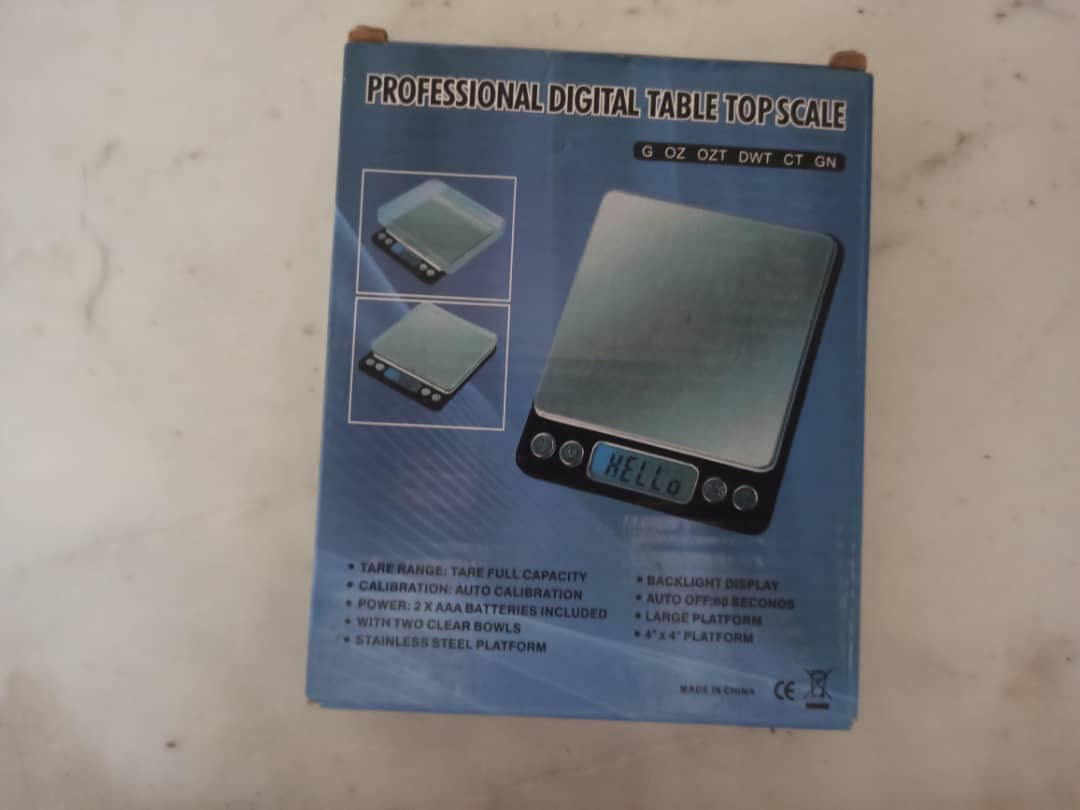 PROFESSIONAL DIGITAL TABLE TOP SCALE
G OZ OZT DWT CT GN
HELLo
• TARE RANGE: TARE FULL CAPACITY
• CALIBRATION: AUTO CALIBRATION
• POWER: 2 X AAA BATTERIES INCLUDED
• WITH TWO CLEAR BOWLS
• STAINLESS STEEL PLATFORM
• BACKLIGHT DISPLAY
• AUTO OFF:60 SECONDS
• LARGE PLATFORM
• 4" x 4" PLATFORM
MADE IN CHINA CE